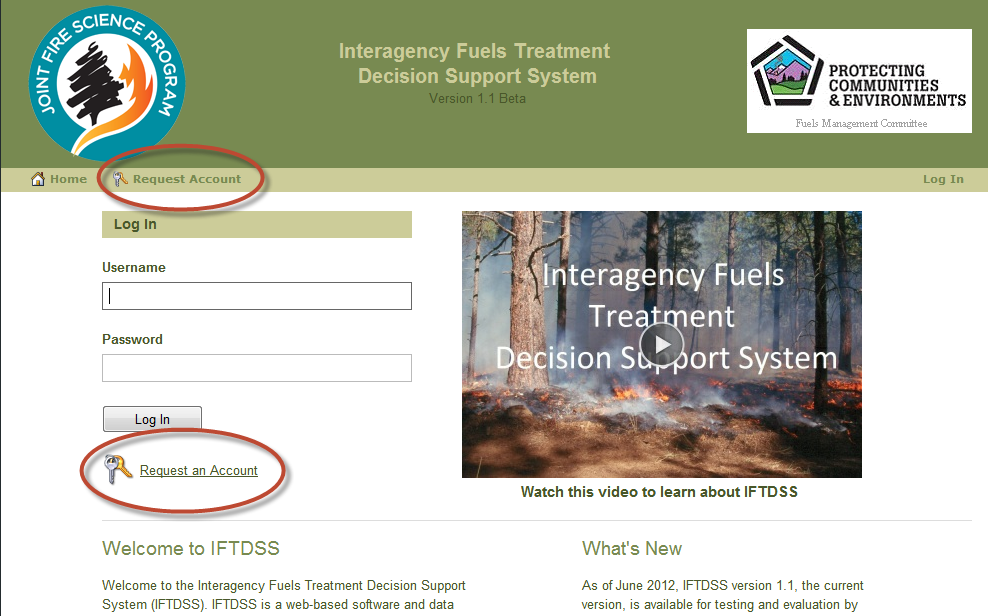 JOINT FIRE SCIENCE PROGRAM
Interagency Fuels Treatment
Decision Support System
Version 1.1 Beta
PROTECTING
COMMUNITIES
& ENVIRONMENTS
Fuels Management Committee
Home
Request Account
Log In
Log In
Username
Password
Log In
Request an Account
Interagency Fuels
Treatment
Decision Support System
Watch this video to learn about IFTDSS
Welcome to IFTDSS
Welcome to the Interagency Fuels Treatment Decision Support
System (IFTDSS). IFTDSS is a web-based software and data
What's New
As of June 2012, IFTDSS version 1.1, the current
version, is available for testing and evaluation by